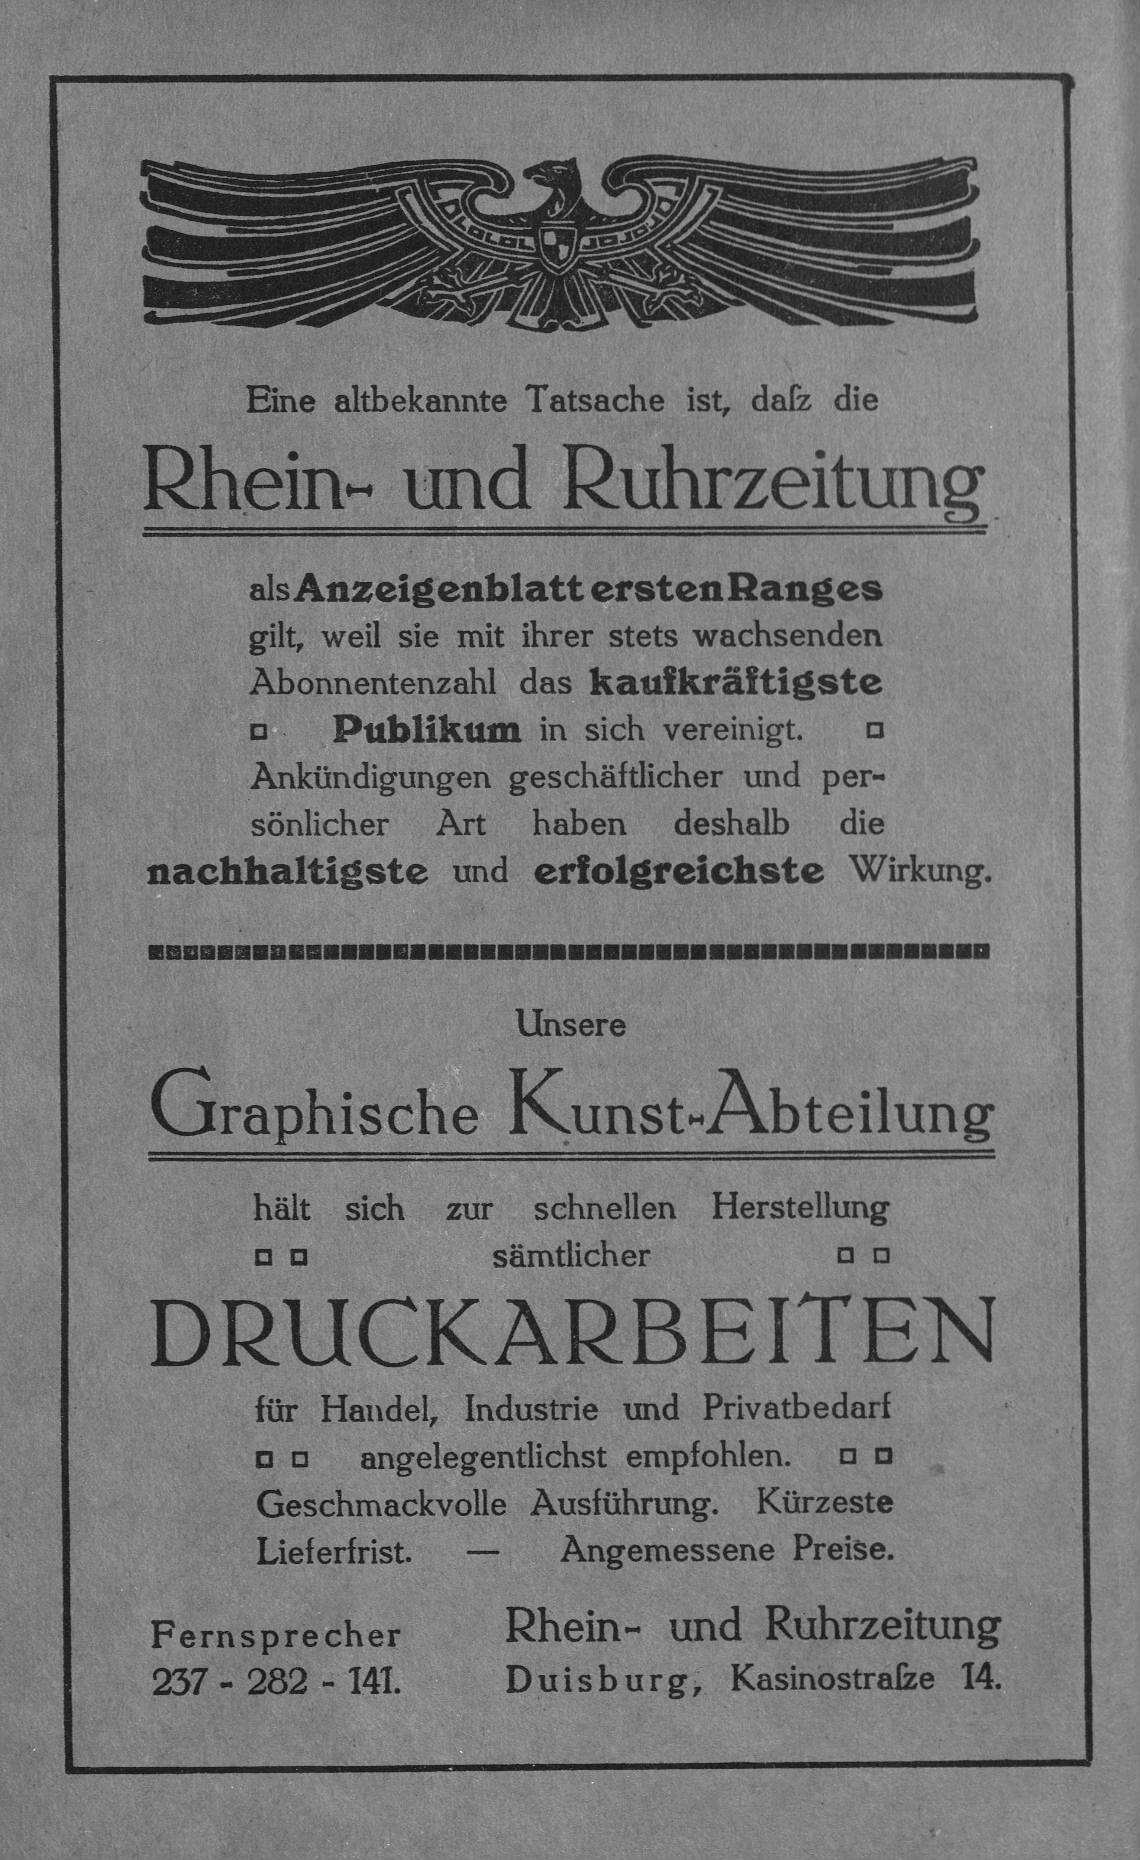 Eine altbekannte Tatsache ist, daſz die
Rhein- und Ruhrzeitung
als Anzeigenblatt ersten Ranges
gilt, weil sie mit ihrer stets wachsenden
Abonnentenzahl das kaufkräftigste
Publikum in sich vereinigt.
Ankündigungen geschäftlicher und per-
sönlicher Art haben deshalb die
nachhaltigste und erfolgreichste Wirkung.
Unsere
Graphische Kunst-Abteilung
hält sich zur schnellen Herstellung
sämtlicher
DRUCKARBEITEN
für Handel, Industrie und Privatbedarf
angelegentlichst empfohlen.
Geschmackvolle Ausführung. Kürzeste
Lieferfrist. — Angemessene Preise.
Fernsprecher
237 - 282 - 141.
Rhein- und Ruhrzeitung
Duisburg, Kasinostraſze 14.